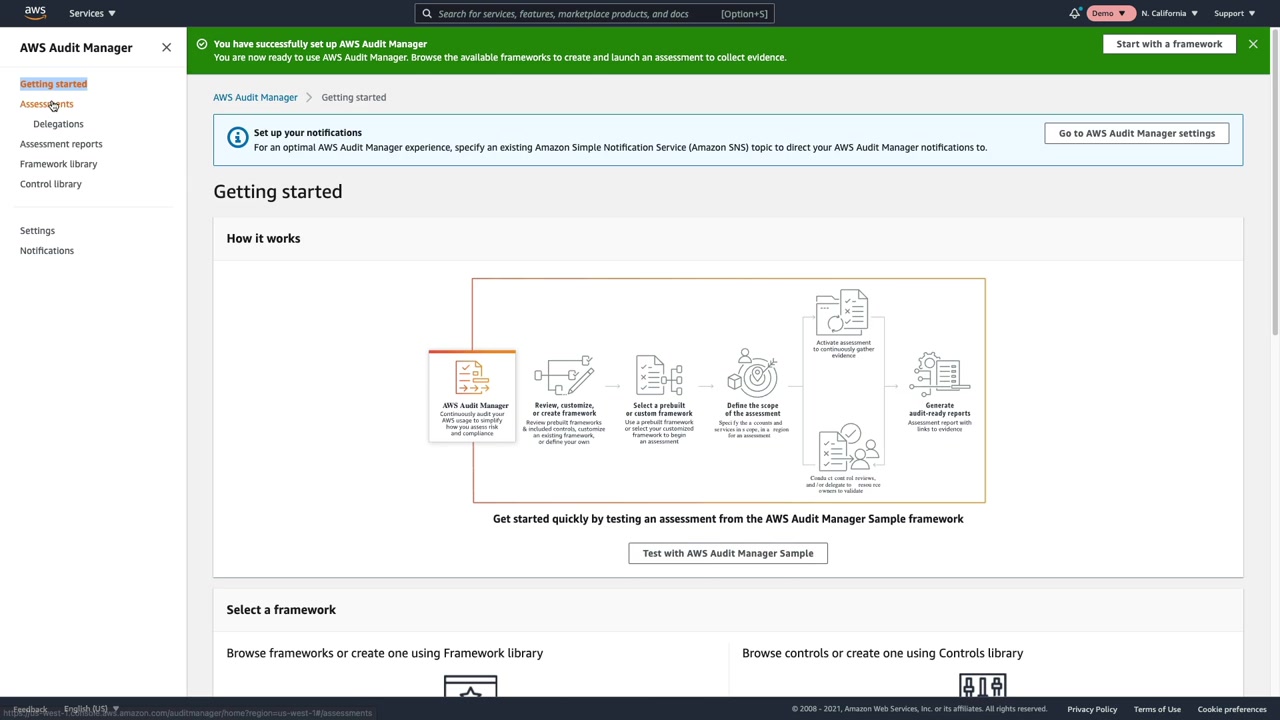 aws
Services
Search for services, features, marketplace products, and docs
[Option+S]
Demo
N. California
Support
AWS Audit Manager
Getting started
Assessments
Delegations
Assessment reports
Framework library
Control library
Settings
Notifications
You have successfully set up AWS Audit Manager
You are now ready to use AWS Audit Manager. Browse the available frameworks to create and launch an assessment to collect evidence.
Start with a framework
AWS Audit Manager
Getting started
Set up your notifications
For an optimal AWS Audit Manager experience, specify an existing Amazon Simple Notification Service (Amazon SNS) topic to direct your AWS Audit Manager notifications to.
Go to AWS Audit Manager settings
Getting started
How it works
AWS Audit Manager
Continuously audit your
AWS usage to simplify
how you assess risk
and compliance
Review, customize,
or create framework
Review prebuilt frameworks
& included controls, customize
an existing framework,
or define your own
Select a prebuilt
or custom framework
Use a prebuilt framework
or select your customized
framework to begin
an assessment
Define the scope
of the assessment
Specify the accounts and
services in scope, in a region
for an assessment
Activate assessment
to continuously gather
evidence
Conduct control reviews,
and/or delegate to resource
owners to validate
Generate
audit-ready reports
Assessment report with
links to evidence
Get started quickly by testing an assessment from the AWS Audit Manager Sample framework
Test with AWS Audit Manager Sample
Select a framework
Browse frameworks or create one using Framework library
Browse controls or create one using Controls library
Feedback
English (US)
https://us-west-1.console.aws.amazon.com/auditmanager/home?region=us-west-1#/assessments
© 2008 - 2021, Amazon Web Services, Inc. or its affiliates. All rights reserved.
Privacy Policy
Terms of Use
Cookie preferences